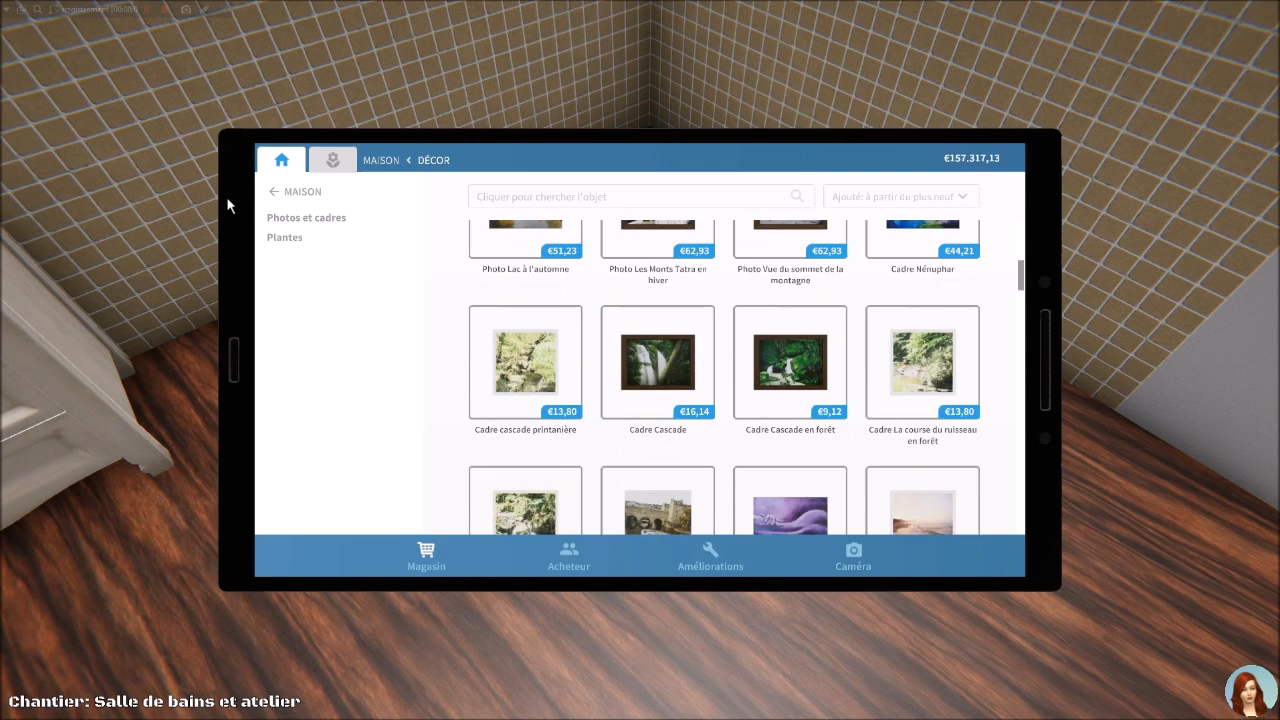 MAISON < DÉCOR
€157.317,13
MAISON
Cliquer pour chercher l'objet
Ajouté: à partir du plus neuf
Photos et cadres
Plantes
€51,23
€62,93
€62,93
€44,21
Photo Lac à l'automne
Photo Les Monts Tatra en hiver
Photo Vue du sommet de la montagne
Cadre Nénuphar
€13,80
€16,14
€9,12
€13,80
Cadre cascade printanière
Cadre Cascade
Cadre Cascade en forêt
Cadre La course du ruisseau en forêt
Magasin
Acheteur
Améliorations
Caméra
Chantier: Salle de bains et atelier